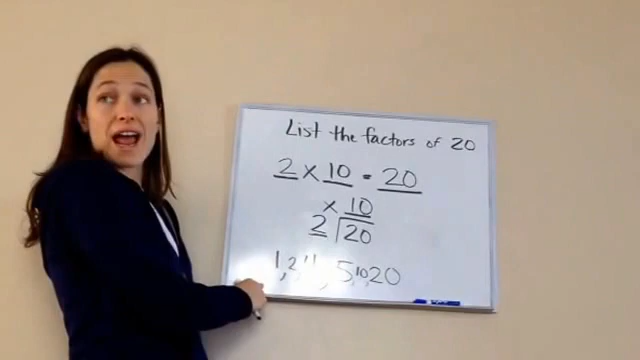 List the factors of 20
2 × 10 = 20
× 10
2 20
1, 5, 10, 20